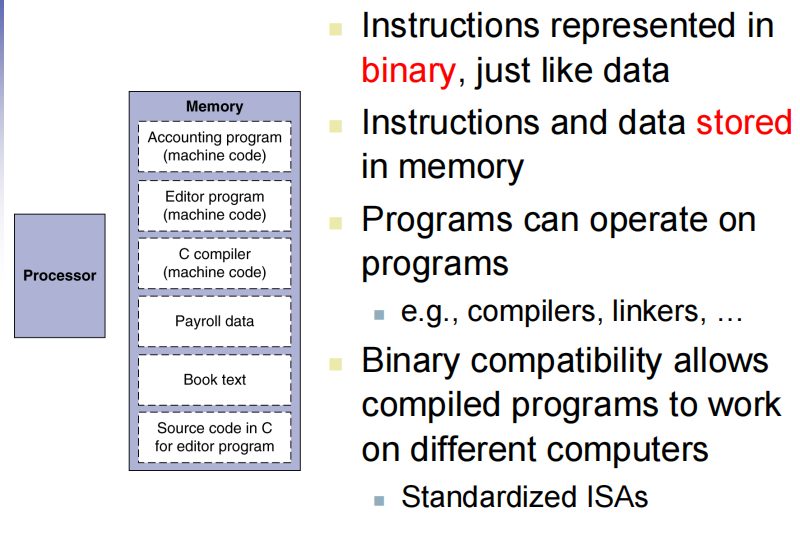 Processor
Memory
Accounting program
(machine code)
Editor program
(machine code)
C compiler
(machine code)
Payroll data
Book text
Source code in C
for editor program
Instructions represented in
binary, just like data
Instructions and data stored
in memory
Programs can operate on
programs
e.g., compilers, linkers, …
Binary compatibility allows
compiled programs to work
on different computers
Standardized ISAs